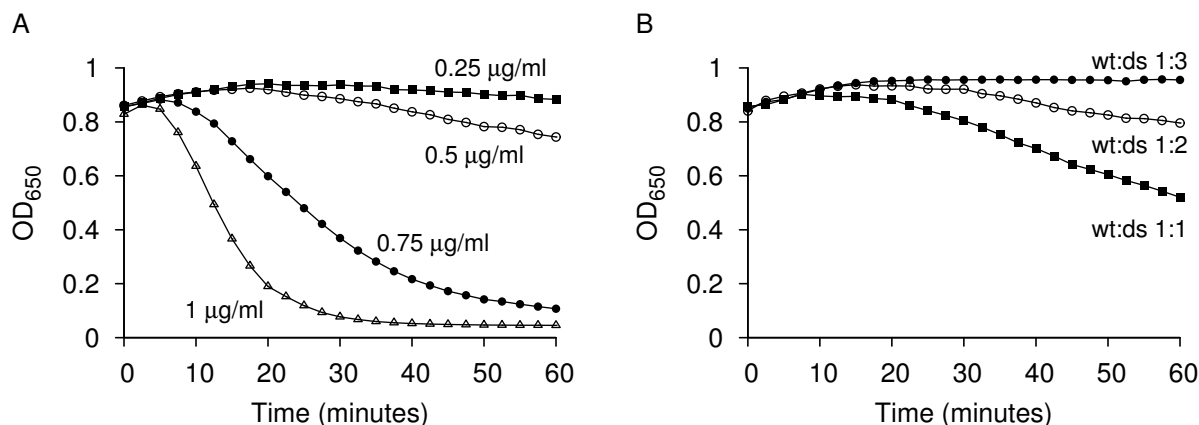 A
OD650
1
0.8
0.6
0.4
0.2
0
0.25 µg/ml
0.5 µg/ml
0.75 µg/ml
1 µg/ml
0 10 20 30 40 50 60
Time (minutes)
B
OD650
1
0.8
0.6
0.4
0.2
0
wt:ds 1:3
wt:ds 1:2
wt:ds 1:1
0 10 20 30 40 50 60
Time (minutes)